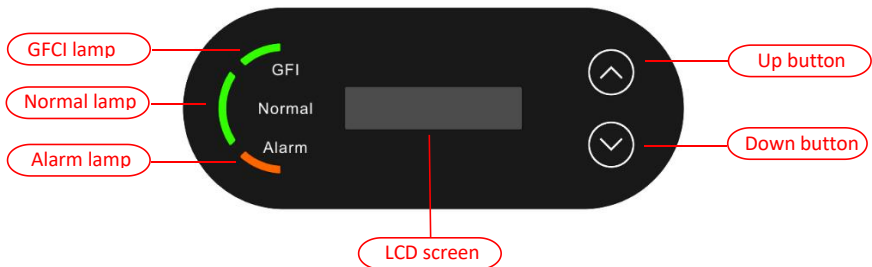 GFCI lamp
Normal lamp
Alarm lamp
GFI
Normal
Alarm
Up button
Down button
LCD screen